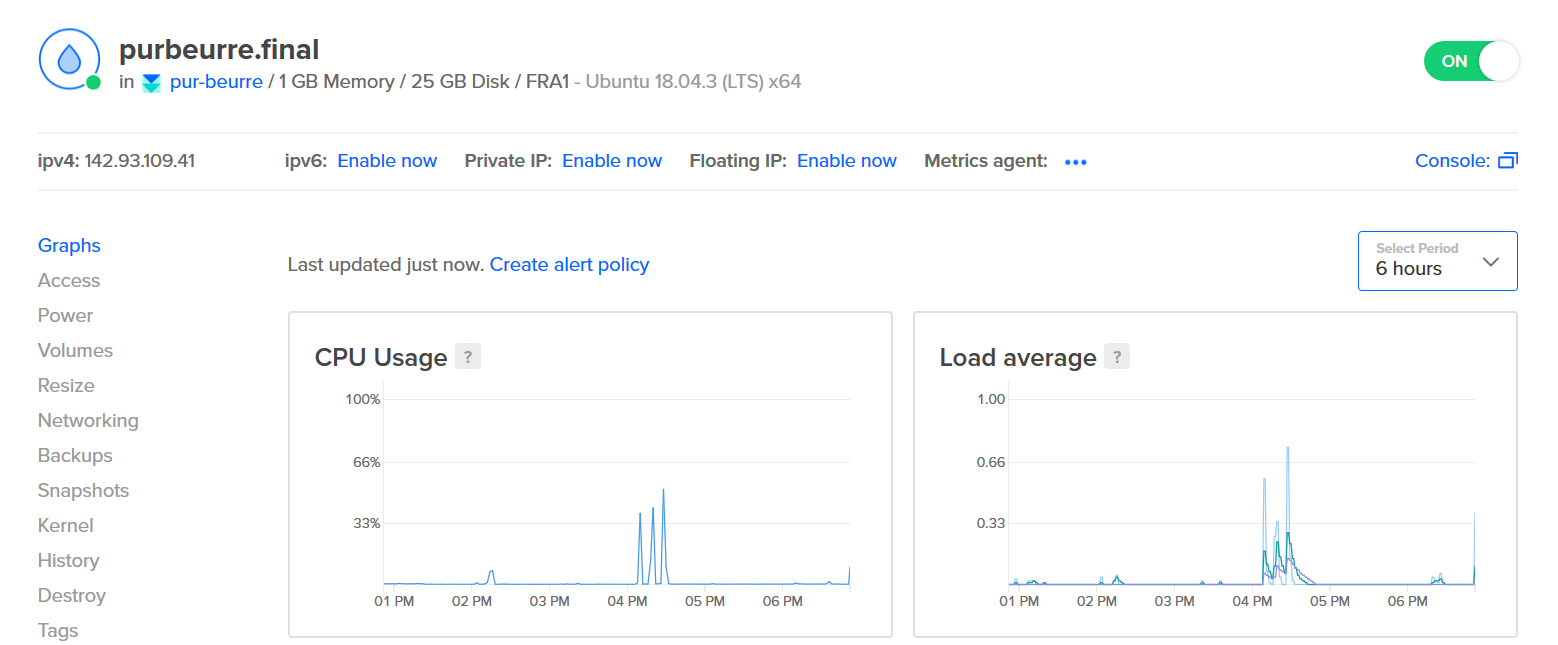 purbeurre.final
in pur-beurre / 1 GB Memory / 25 GB Disk / FRA1 - Ubuntu 18.04.3 (LTS) x64
ON
ipv4: 142.93.109.41 ipv6: Enable now Private IP: Enable now Floating IP: Enable now Metrics agent: ••• Console:
Graphs
Access
Power
Volumes
Resize
Networking
Backups
Snapshots
Kernel
History
Destroy
Tags
Last updated just now. Create alert policy
Select Period
6 hours
CPU Usage ?
100%
66%
33%
01 PM 02 PM 03 PM 04 PM 05 PM 06 PM
Load average ?
1.00
0.66
0.33
01 PM 02 PM 03 PM 04 PM 05 PM 06 PM